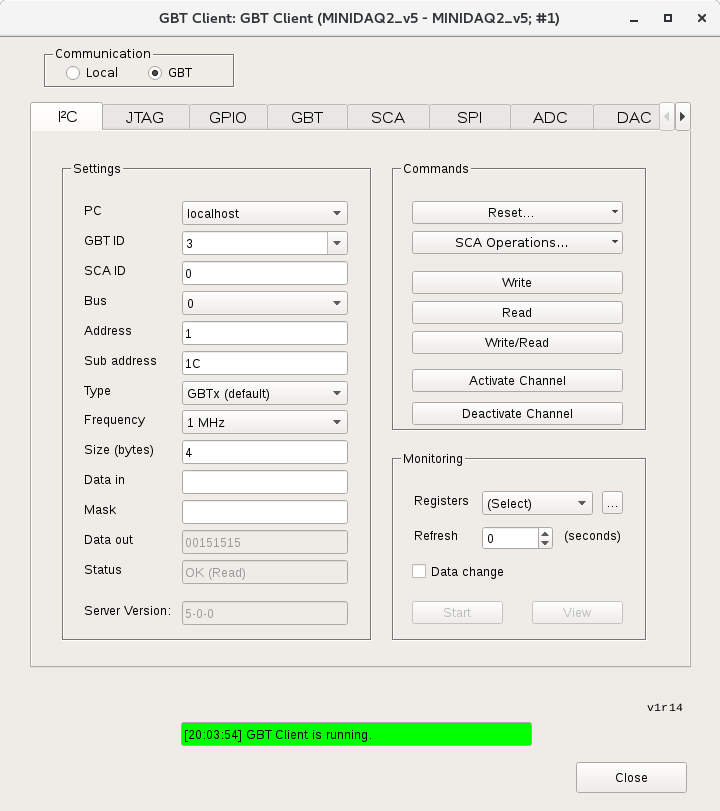 GBT Client: GBT Client (MINIDAQ2_v5 - MINIDAQ2_v5; #1)
Communication
Local GBT
I²C JTAG GPIO GBT SCA SPI ADC DAC
Settings
PC localhost
GBT ID 3
SCA ID 0
Bus 0
Address 1
Sub address 1C
Type GBTx (default)
Frequency 1 MHz
Size (bytes) 4
Data in
Mask
Data out 00151515
Status OK (Read)
Server Version: 5-0-0
Commands
Reset...
SCA Operations...
Write
Read
Write/Read
Activate Channel
Deactivate Channel
Monitoring
Registers (Select) ...
Refresh 0 (seconds)
Data change
Start View
v1r14
[20:03:54] GBT Client is running.
Close